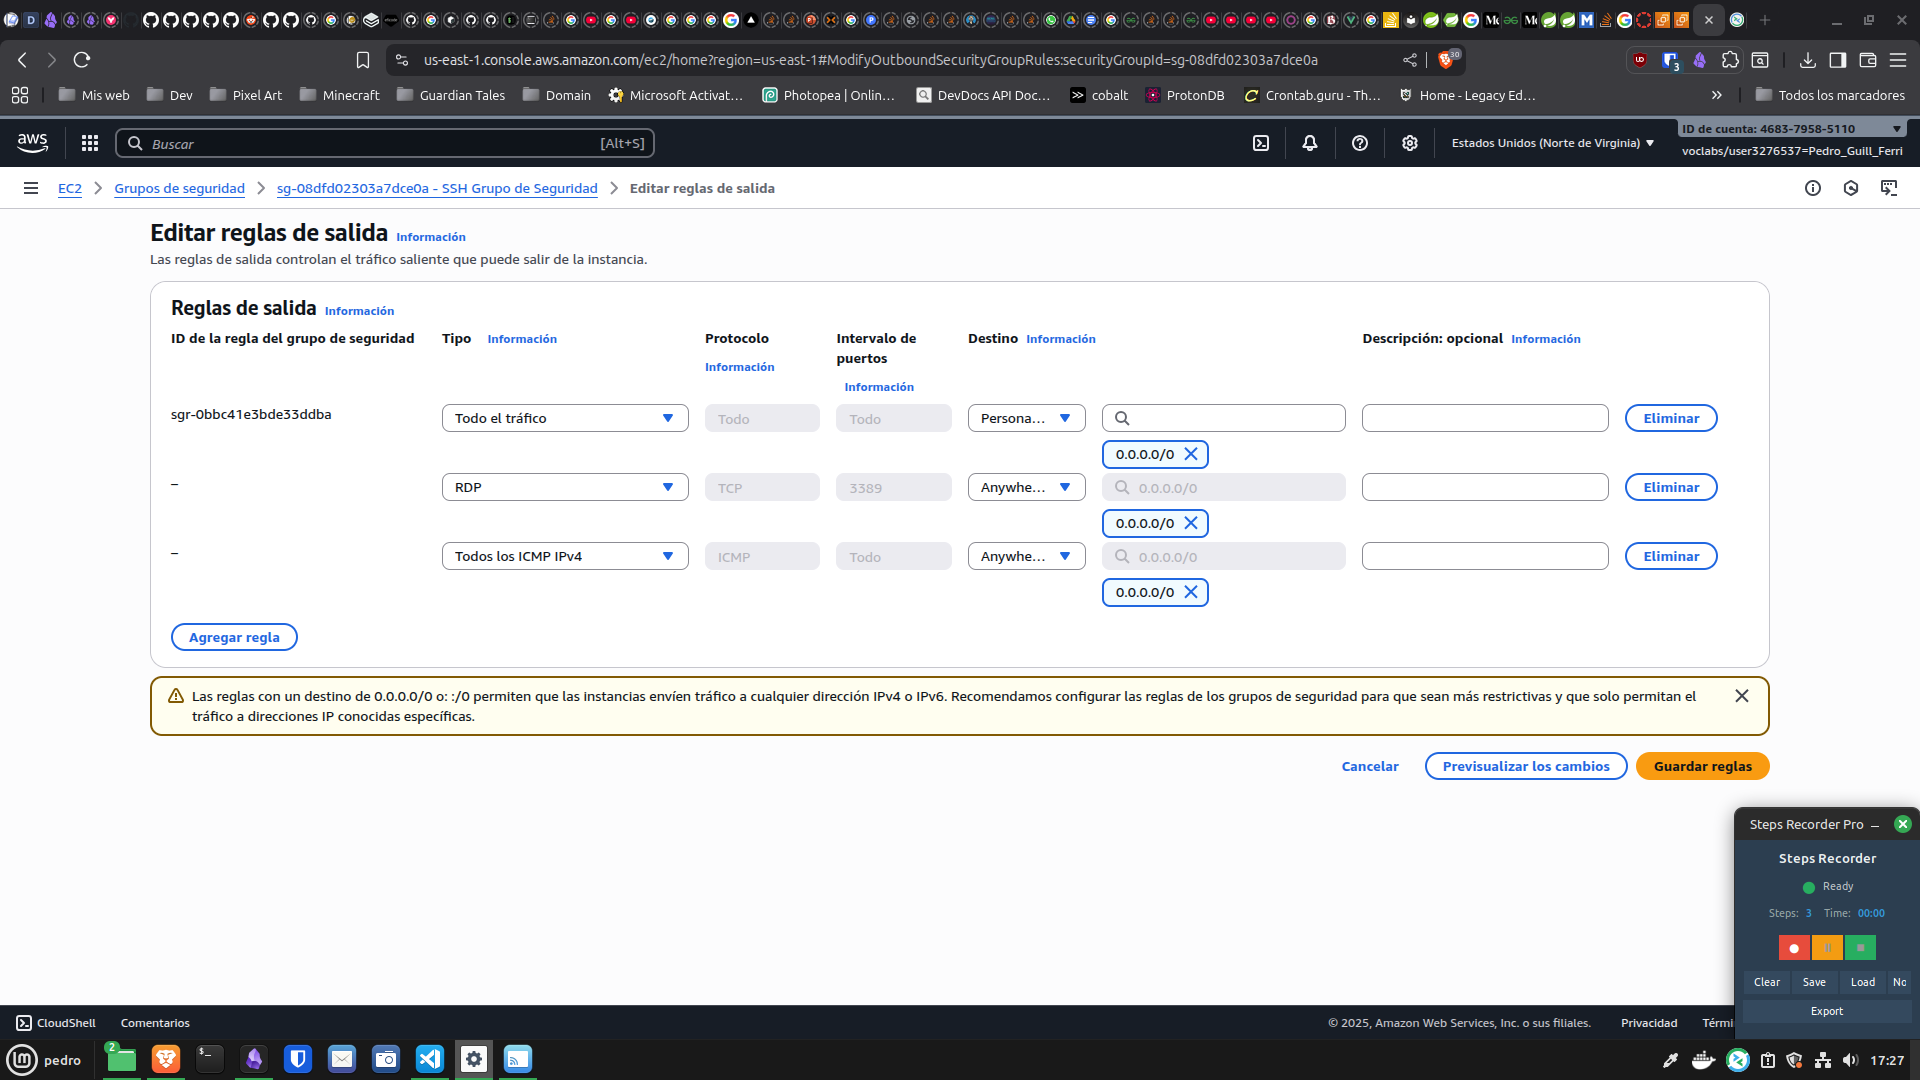 us-east-1.console.aws.amazon.com/ec2/home?region=us-east-1#ModifyOutboundSecurityGroupRules:securityGroupId=sg-08dfd02303a7dce0a
30
3
Mis web
Dev
Pixel Art
Minecraft
Guardian Tales
Domain
Microsoft Activat...
Photopea | Onlin...
DevDocs API Doc...
cobalt
ProtonDB
Crontab.guru - Th...
Home - Legacy Ed...
Todos los marcadores
aws
Buscar
[Alt+S]
Estados Unidos (Norte de Virginia)
ID de cuenta: 4683-7958-5110
voclabs/user3276537=Pedro_Guill_Ferri
EC2
Grupos de seguridad
sg-08dfd02303a7dce0a - SSH Grupo de Seguridad
Editar reglas de salida
Editar reglas de salida Información
Las reglas de salida controlan el tráfico saliente que puede salir de la instancia.
Reglas de salida Información
ID de la regla del grupo de seguridad
Tipo Información
Protocolo
Información
Intervalo de
puertos
Información
Destino Información
Descripción: opcional Información
sgr-0bbc41e3bde33ddba
Todo el tráfico
Todo
Todo
Persona...
0.0.0.0/0
Eliminar
–
RDP
TCP
3389
Anywhe...
0.0.0.0/0
0.0.0.0/0
Eliminar
–
Todos los ICMP IPv4
ICMP
Todo
Anywhe...
0.0.0.0/0
0.0.0.0/0
Eliminar
Agregar regla
Las reglas con un destino de 0.0.0.0/0 o: :/0 permiten que las instancias envíen tráfico a cualquier dirección IPv4 o IPv6. Recomendamos configurar las reglas de los grupos de seguridad para que sean más restrictivas y que solo permitan el
tráfico a direcciones IP conocidas específicas.
Cancelar
Previsualizar los cambios
Guardar reglas
Steps Recorder Pro
Steps Recorder
Ready
Steps: 3 Time: 00:00
Clear
Save
Load
No
Export
CloudShell
Comentarios
© 2025, Amazon Web Services, Inc. o sus filiales.
Privacidad
Térmi
pedro
2
17:27